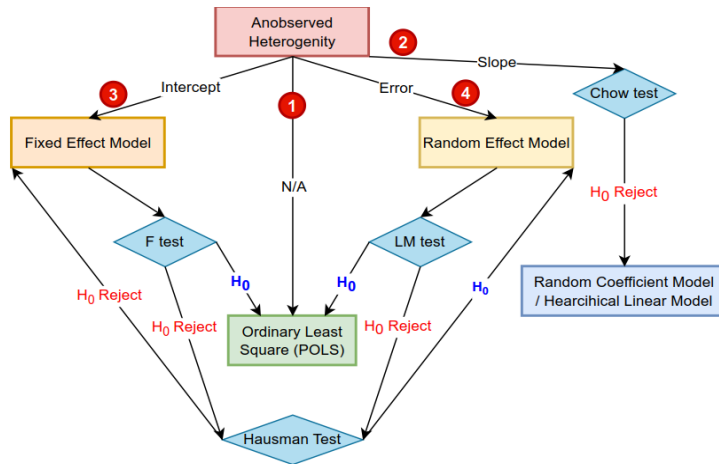 Anobserved
Heterogenity
2
Slope
3
Intercept
1
Error
4
Chow test
Fixed Effect Model
Random Effect Model
N/A
H0 Reject
F test
LM test
H0
H0
H0 Reject
H0
Random Coefficient Model
/ Hearcihical Linear Model
H0 Reject
Ordinary Least
Square (POLS)
H0 Reject
Hausman Test